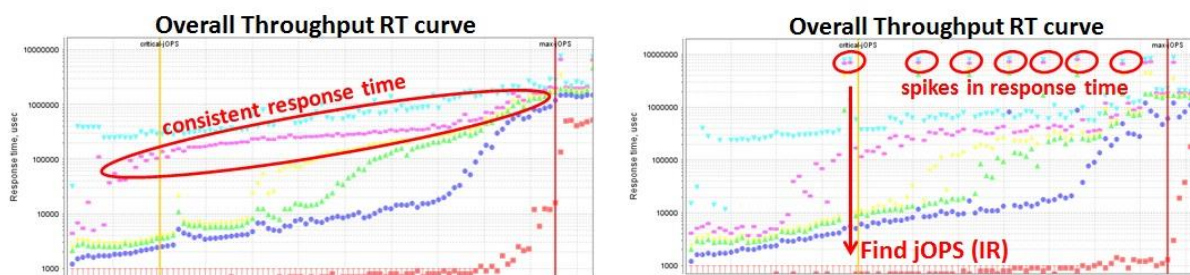 Overall Throughput RT curve
critical-jOPS
max-jOPS
10000000
1000000
100000
10000
1000
Response time, usec
consistent response time
Overall Throughput RT curve
critical-jOPS
max-jOPS
10000000
1000000
100000
10000
1000
Response time, usec
spikes in response time
Find jOPS (IR)